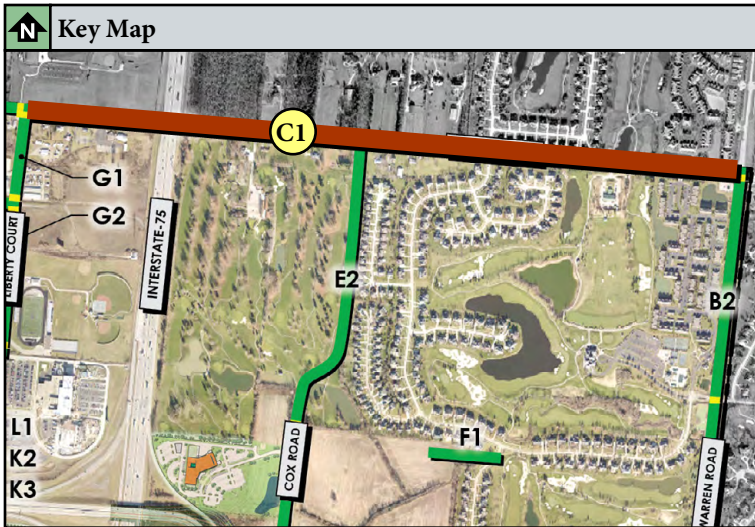 N Key Map
C1
G1
G2
LIBERTY COURT
INTERSTATE-75
E2
B2
L1
K2
K3
COX ROAD
F1
WARREN ROAD